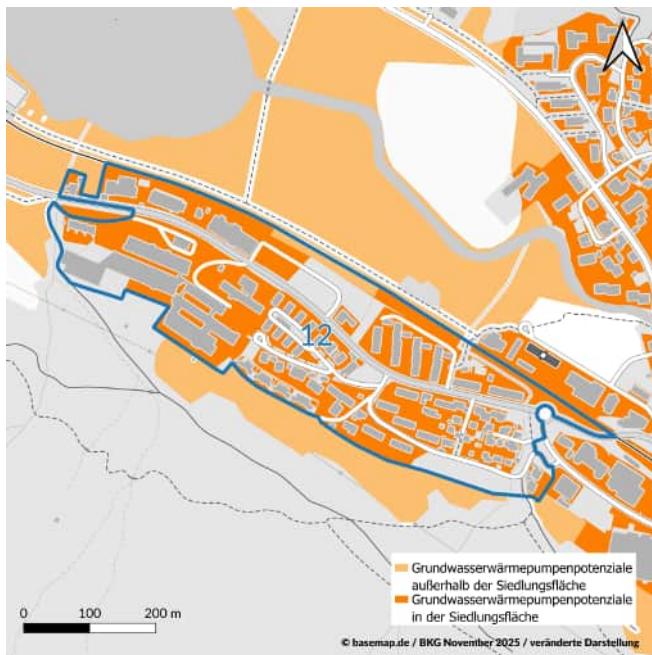 12
Grundwasserwärmepumpenpotenziale
außerhalb der Siedlungsfläche
Grundwasserwärmepumpenpotenziale
in der Siedlungsfläche
0 100 200 m
© basemap.de / BKG November 2025 / veränderte Darstellung